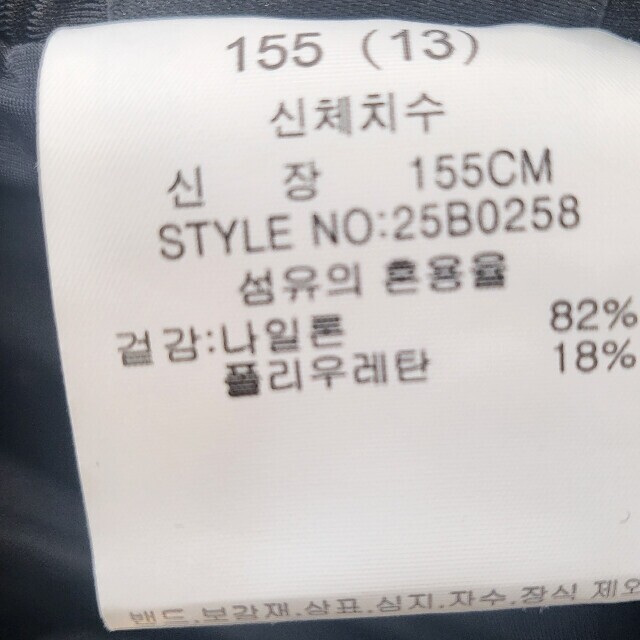 155 (13)
신체치수
신 장 155CM
STYLE NO:25B0258
섬유의 혼용율
겉감:나일론 82%
폴리우레탄 18%
밴드.보강재.상표.심지.자수.장식 제외